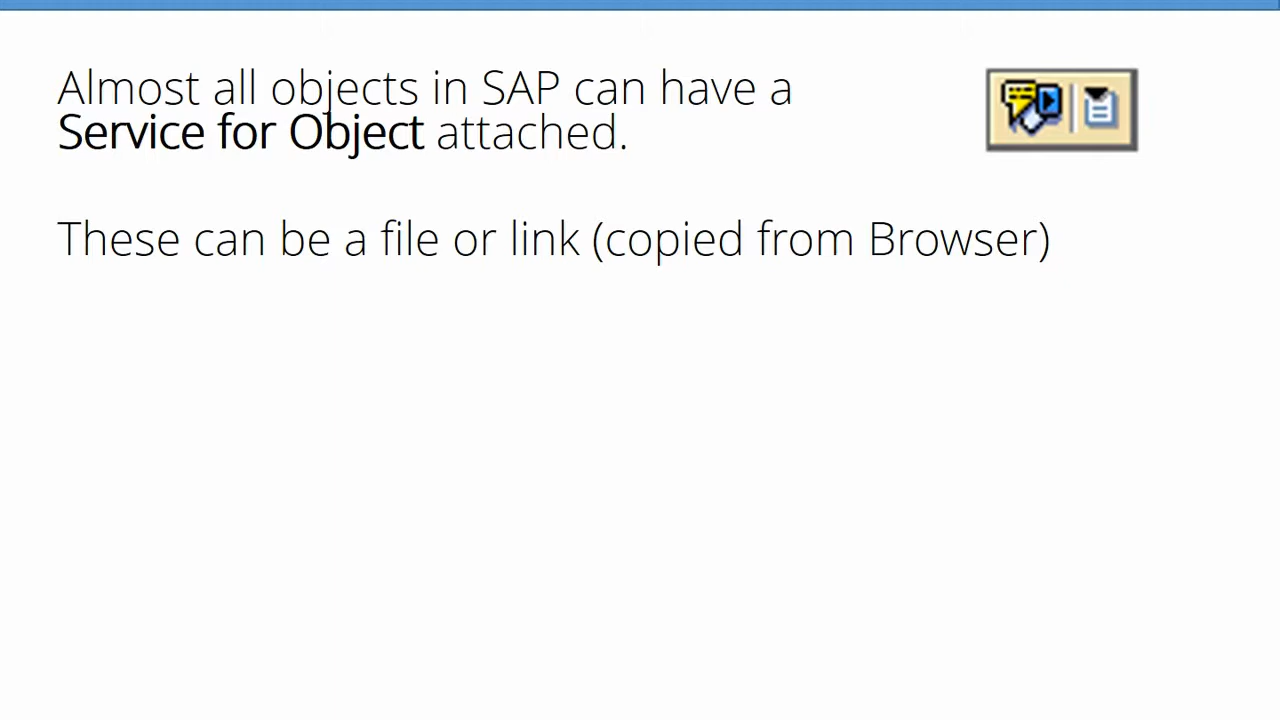 Almost all objects in SAP can have a
Service for Object attached.
These can be a file or link (copied from Browser)